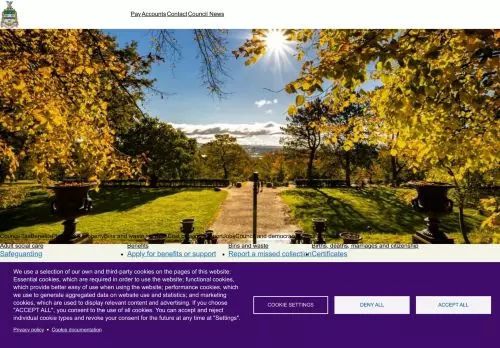 Pay Accounts Contact Council News
Adult social care
Benefits
Bins and waste
Births, deaths, marriages and citizenship
Safeguarding
Apply for benefits or support
Report a missed collection
Certificates
We use a selection of our own and third-party cookies on the pages of this website:
Essential cookies, which are required in order to use the website; functional cookies,
which provide better easy of use when using the website; performance cookies, which
we use to generate aggregated data on website use and statistics; and marketing
cookies, which are used to display relevant content and advertising. If you choose
"ACCEPT ALL", you consent to the use of all cookies. You can accept and reject
individual cookie types and revoke your consent for the future at any time at "Settings".
COOKIE SETTINGS
DENY ALL
ACCEPT ALL
Privacy policy • Cookie documentation